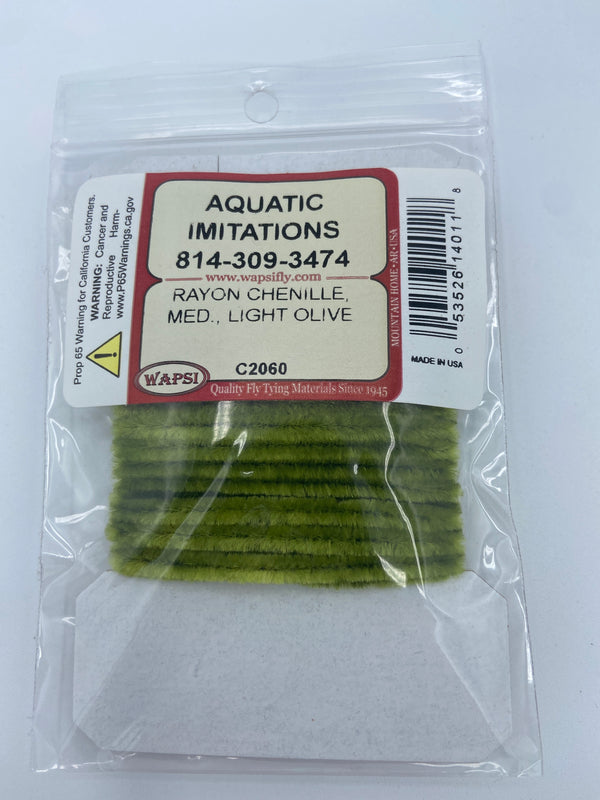 AQUATIC
IMITATIONS
814-309-3474
www.wapsifly.com
RAYON CHENILLE,
MED., LIGHT OLIVE
C2060
WAPSI
Quality Fly Tying Materials Since 1945
Prop 65 Warning for California Customers.
WARNING: Cancer and
Reproductive Harm-
www.P65Warnings.ca.gov
MOUNTAIN HOME • AR • USA
0 53526 14011 8
MADE IN USA